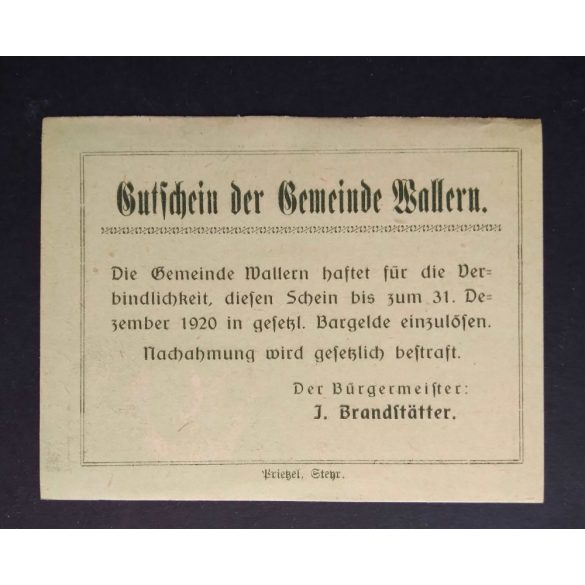 Gutſchein der Gemeinde Wallern.
Die Gemeinde Wallern haftet für die Ver-
bindlichkeit, dieſen Schein bis zum 31. De-
zember 1920 in geſetzl. Bargelde einzulöſen.
Nachahmung wird geſetzlich beſtraft.
Der Bürgermeiſter:
J. Brandſtätter.
Prietzel, Steyr.